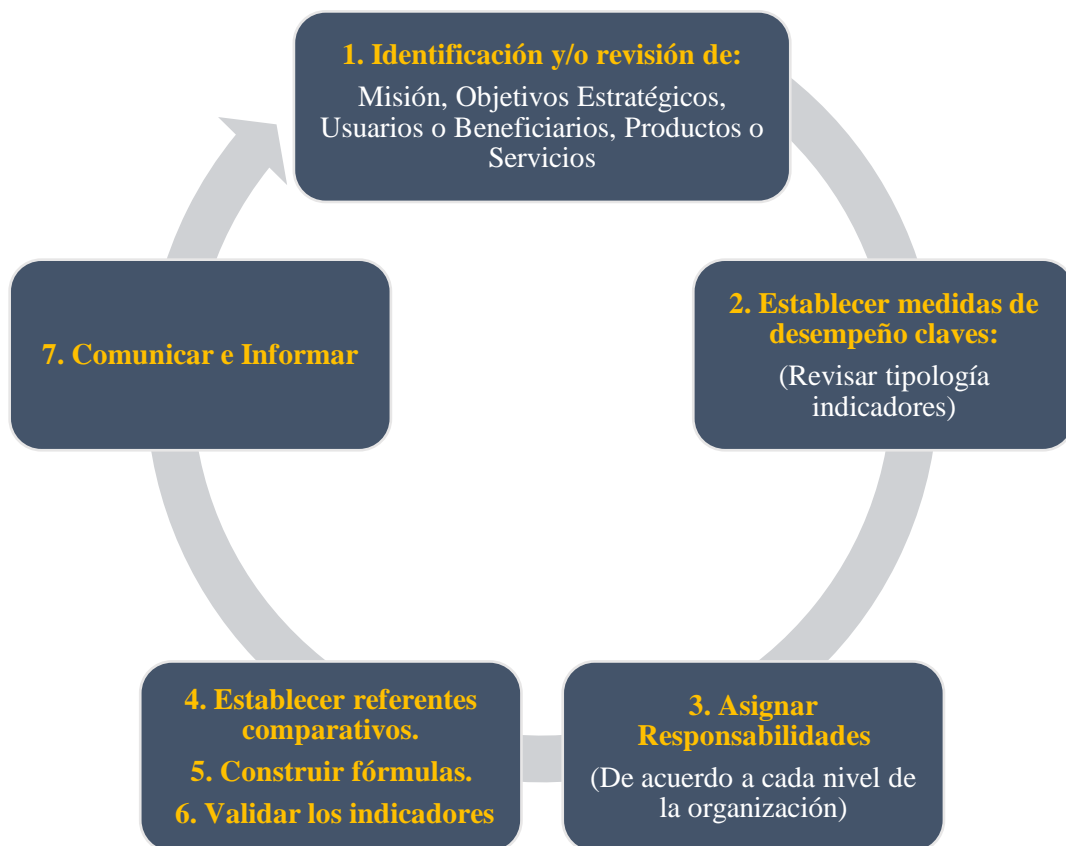 1. Identificación y/o revisión de:
Misión, Objetivos Estratégicos,
Usuarios o Beneficiarios, Productos o
Servicios
2. Establecer medidas de
desempeño claves:
(Revisar tipología
indicadores)
3. Asignar
Responsabilidades
(De acuerdo a cada nivel de
la organización)
4. Establecer referentes
comparativos.
5. Construir fórmulas.
6. Validar los indicadores
7. Comunicar e Informar